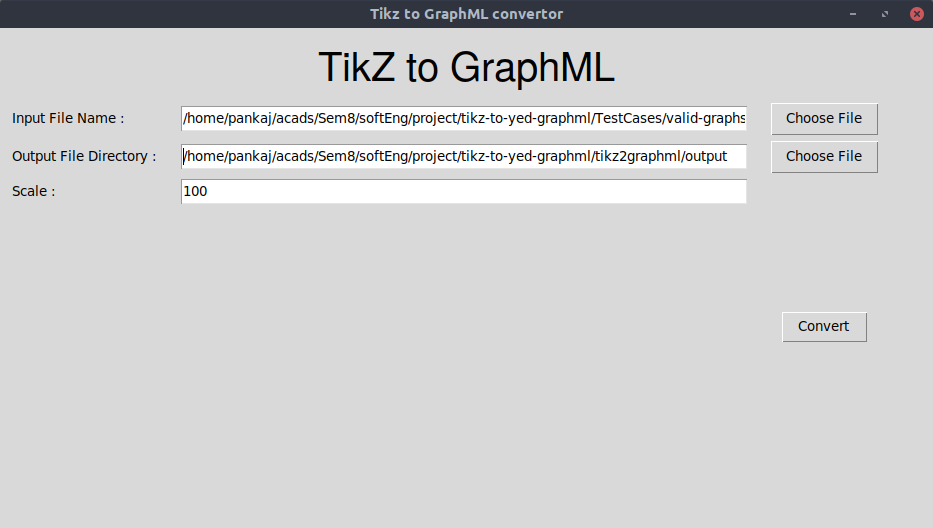 Tikz to GraphML convertor
TikZ to GraphML
Input File Name : /home/pankaj/acads/Sem8/softEng/project/tikz-to-yed-graphml/TestCases/valid-graphs Choose File
Output File Directory : /home/pankaj/acads/Sem8/softEng/project/tikz-to-yed-graphml/tikz2graphml/output Choose File
Scale : 100
Convert